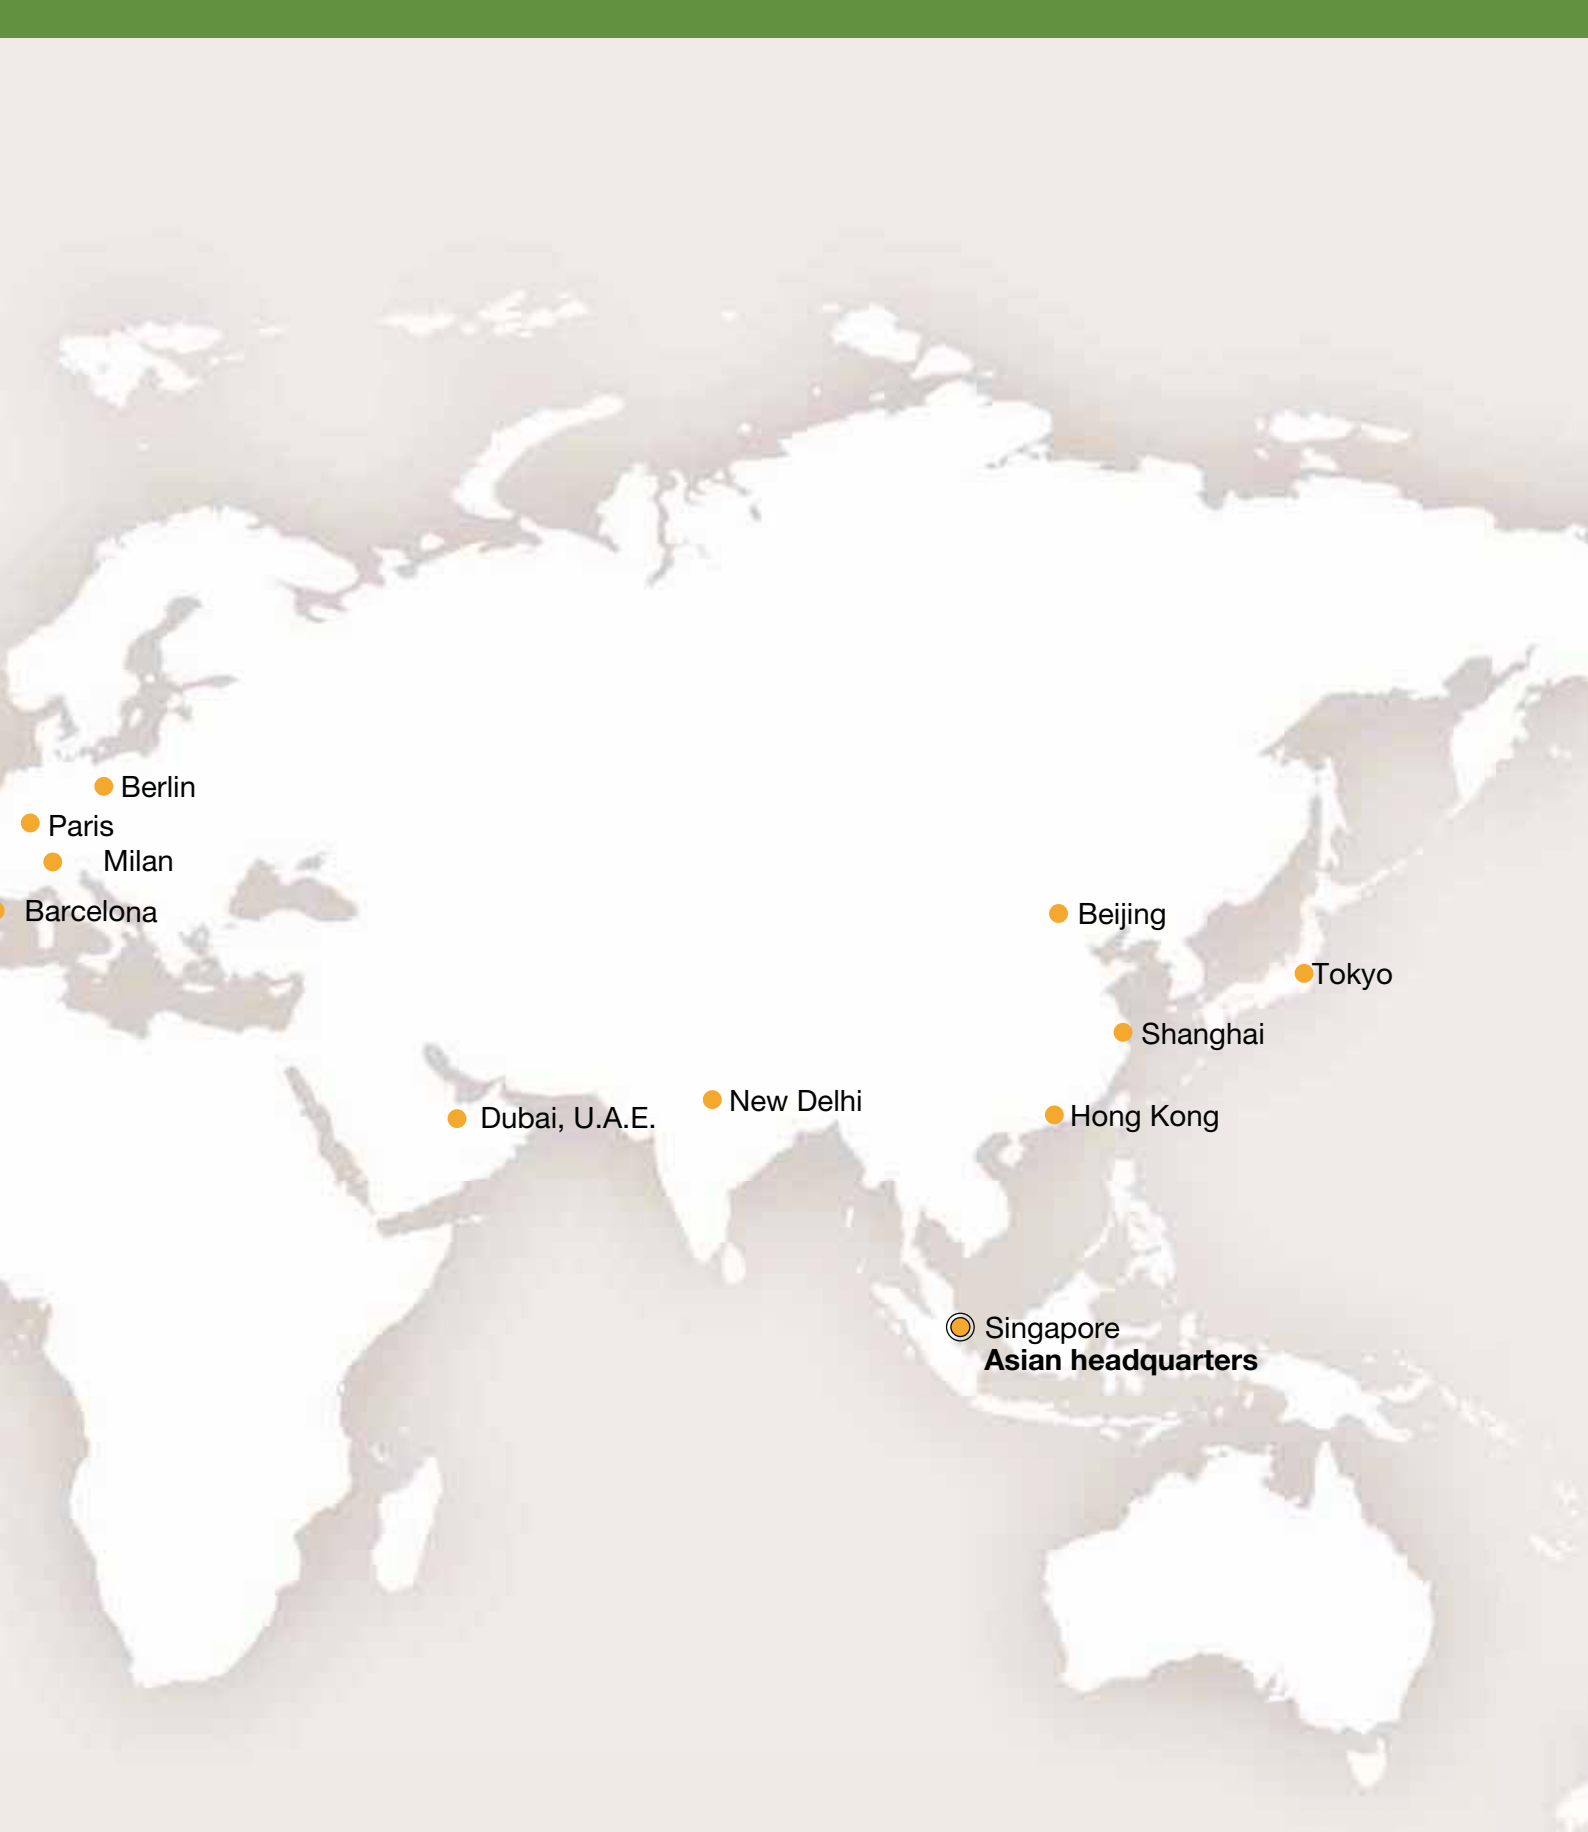 Berlin
Paris
Milan
Barcelona
Beijing
Tokyo
Shanghai
New Delhi
Dubai, U.A.E.
Hong Kong
Singapore
Asian headquarters